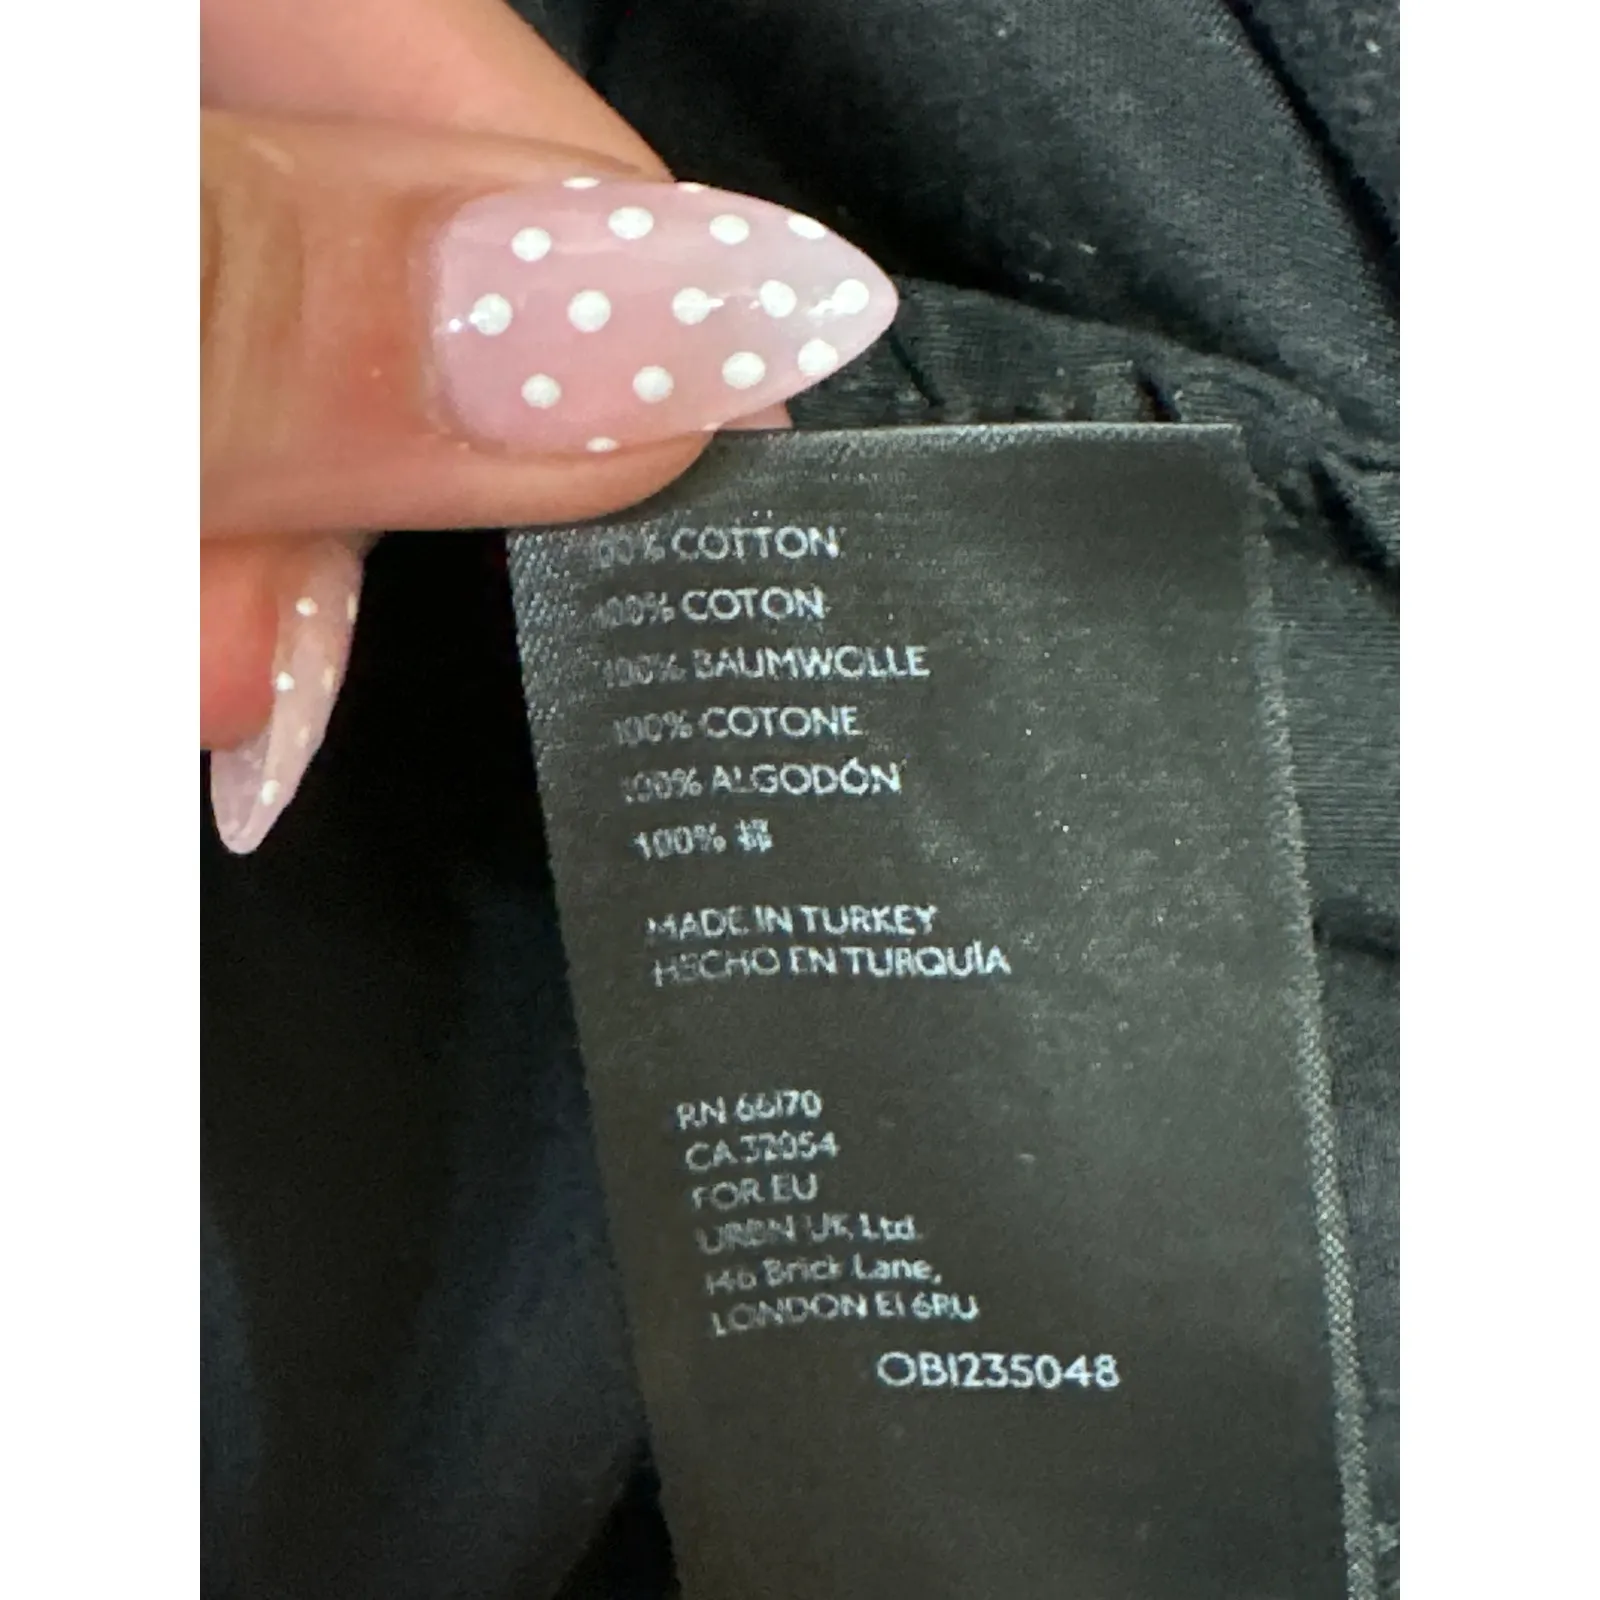 100% COTTON
100% COTON
100% BAUMWOLLE
100% COTONE
100% ALGODÓN
100% 棉
MADE IN TURKEY
HECHO EN TURQUÍA
RN 66170
CA 32054
FOR EU
URBN UK Ltd.
146 Brick Lane,
LONDON E1 6RU
OB1235048